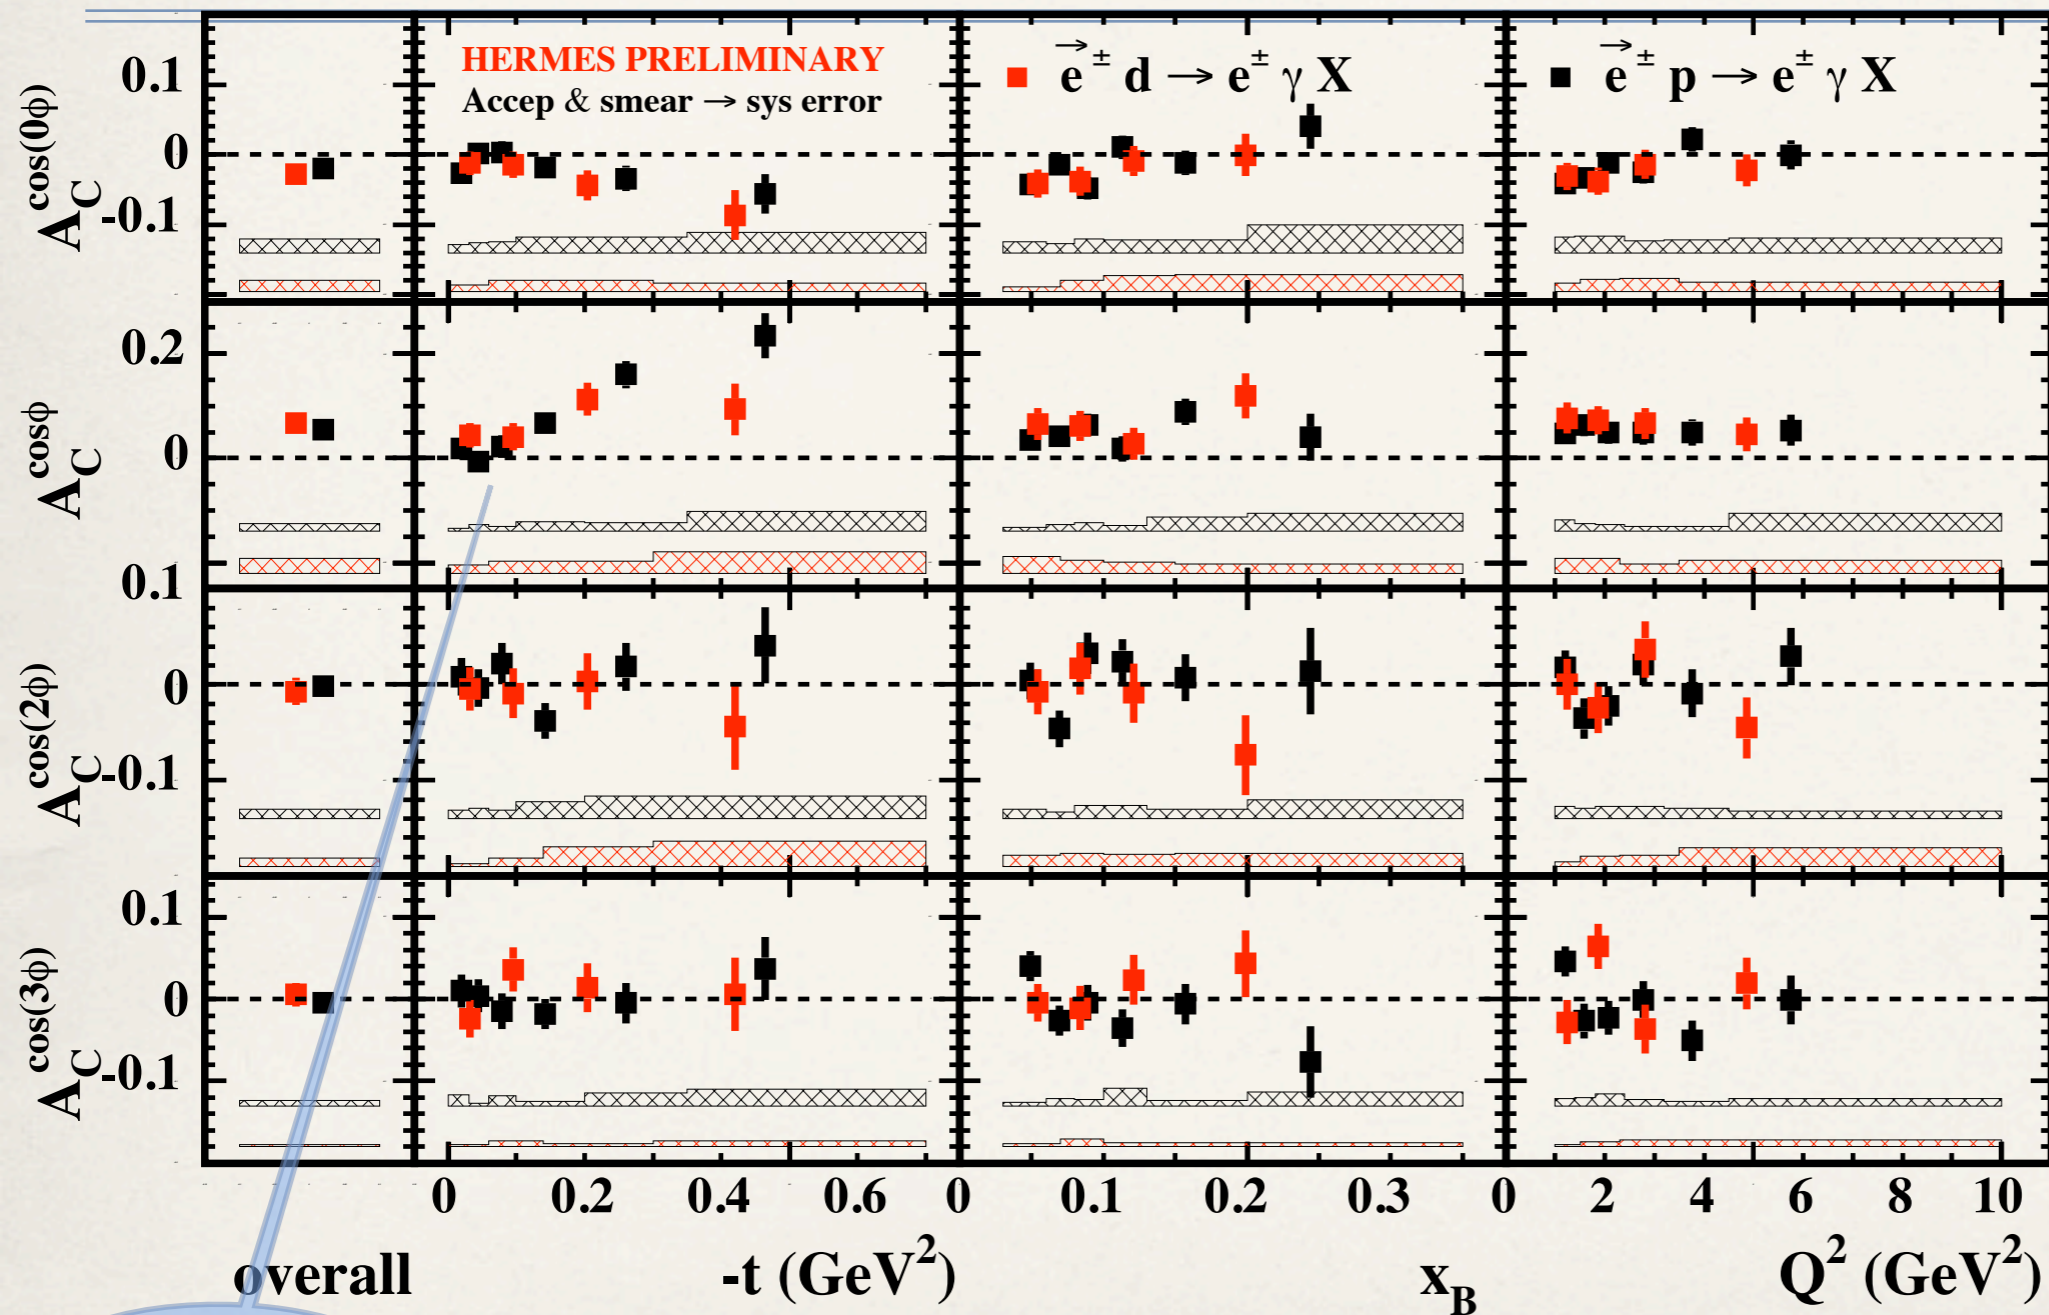 HERMES PRELIMINARY
Accep & smear → sys error
e± d → e± γ X
e± p → e± γ X
A_C^cos(0φ)
0.1
0
-0.1
A_C^cosφ
0.2
0
A_C^cos(2φ)
0.1
0
-0.1
A_C^cos(3φ)
0.1
0
-0.1
0 0.2 0.4 0.6
0 0.1 0.2 0.3
0 2 4 6 8 10
overall
-t (GeV²)
x_B
Q² (GeV²)